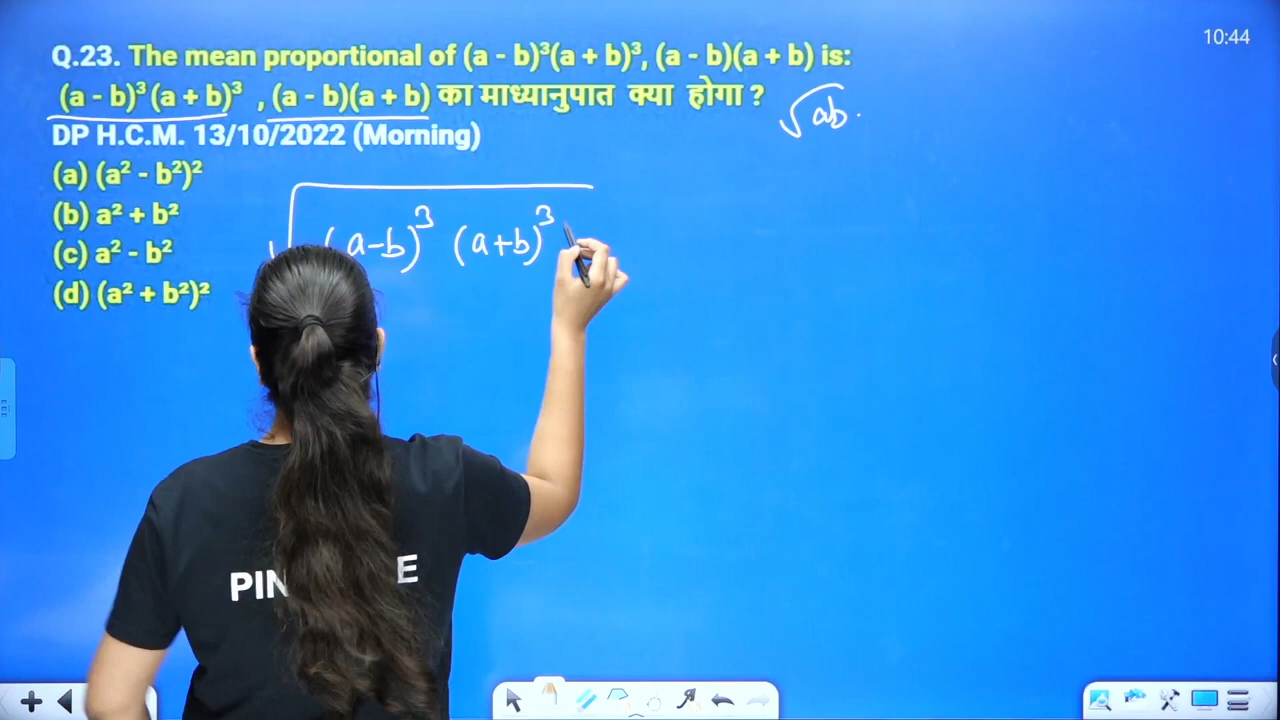 10:44
Q.23. The mean proportional of (a - b)³(a + b)³, (a - b)(a + b) is:
(a - b)³ (a + b)³ , (a - b)(a + b) का माध्यानुपात क्या होगा ?
√ab.
DP H.C.M. 13/10/2022 (Morning)
(a) (a² - b²)²
(b) a² + b²
(c) a² - b²
(d) (a² + b²)²
√(a-b)³ (a+b)³